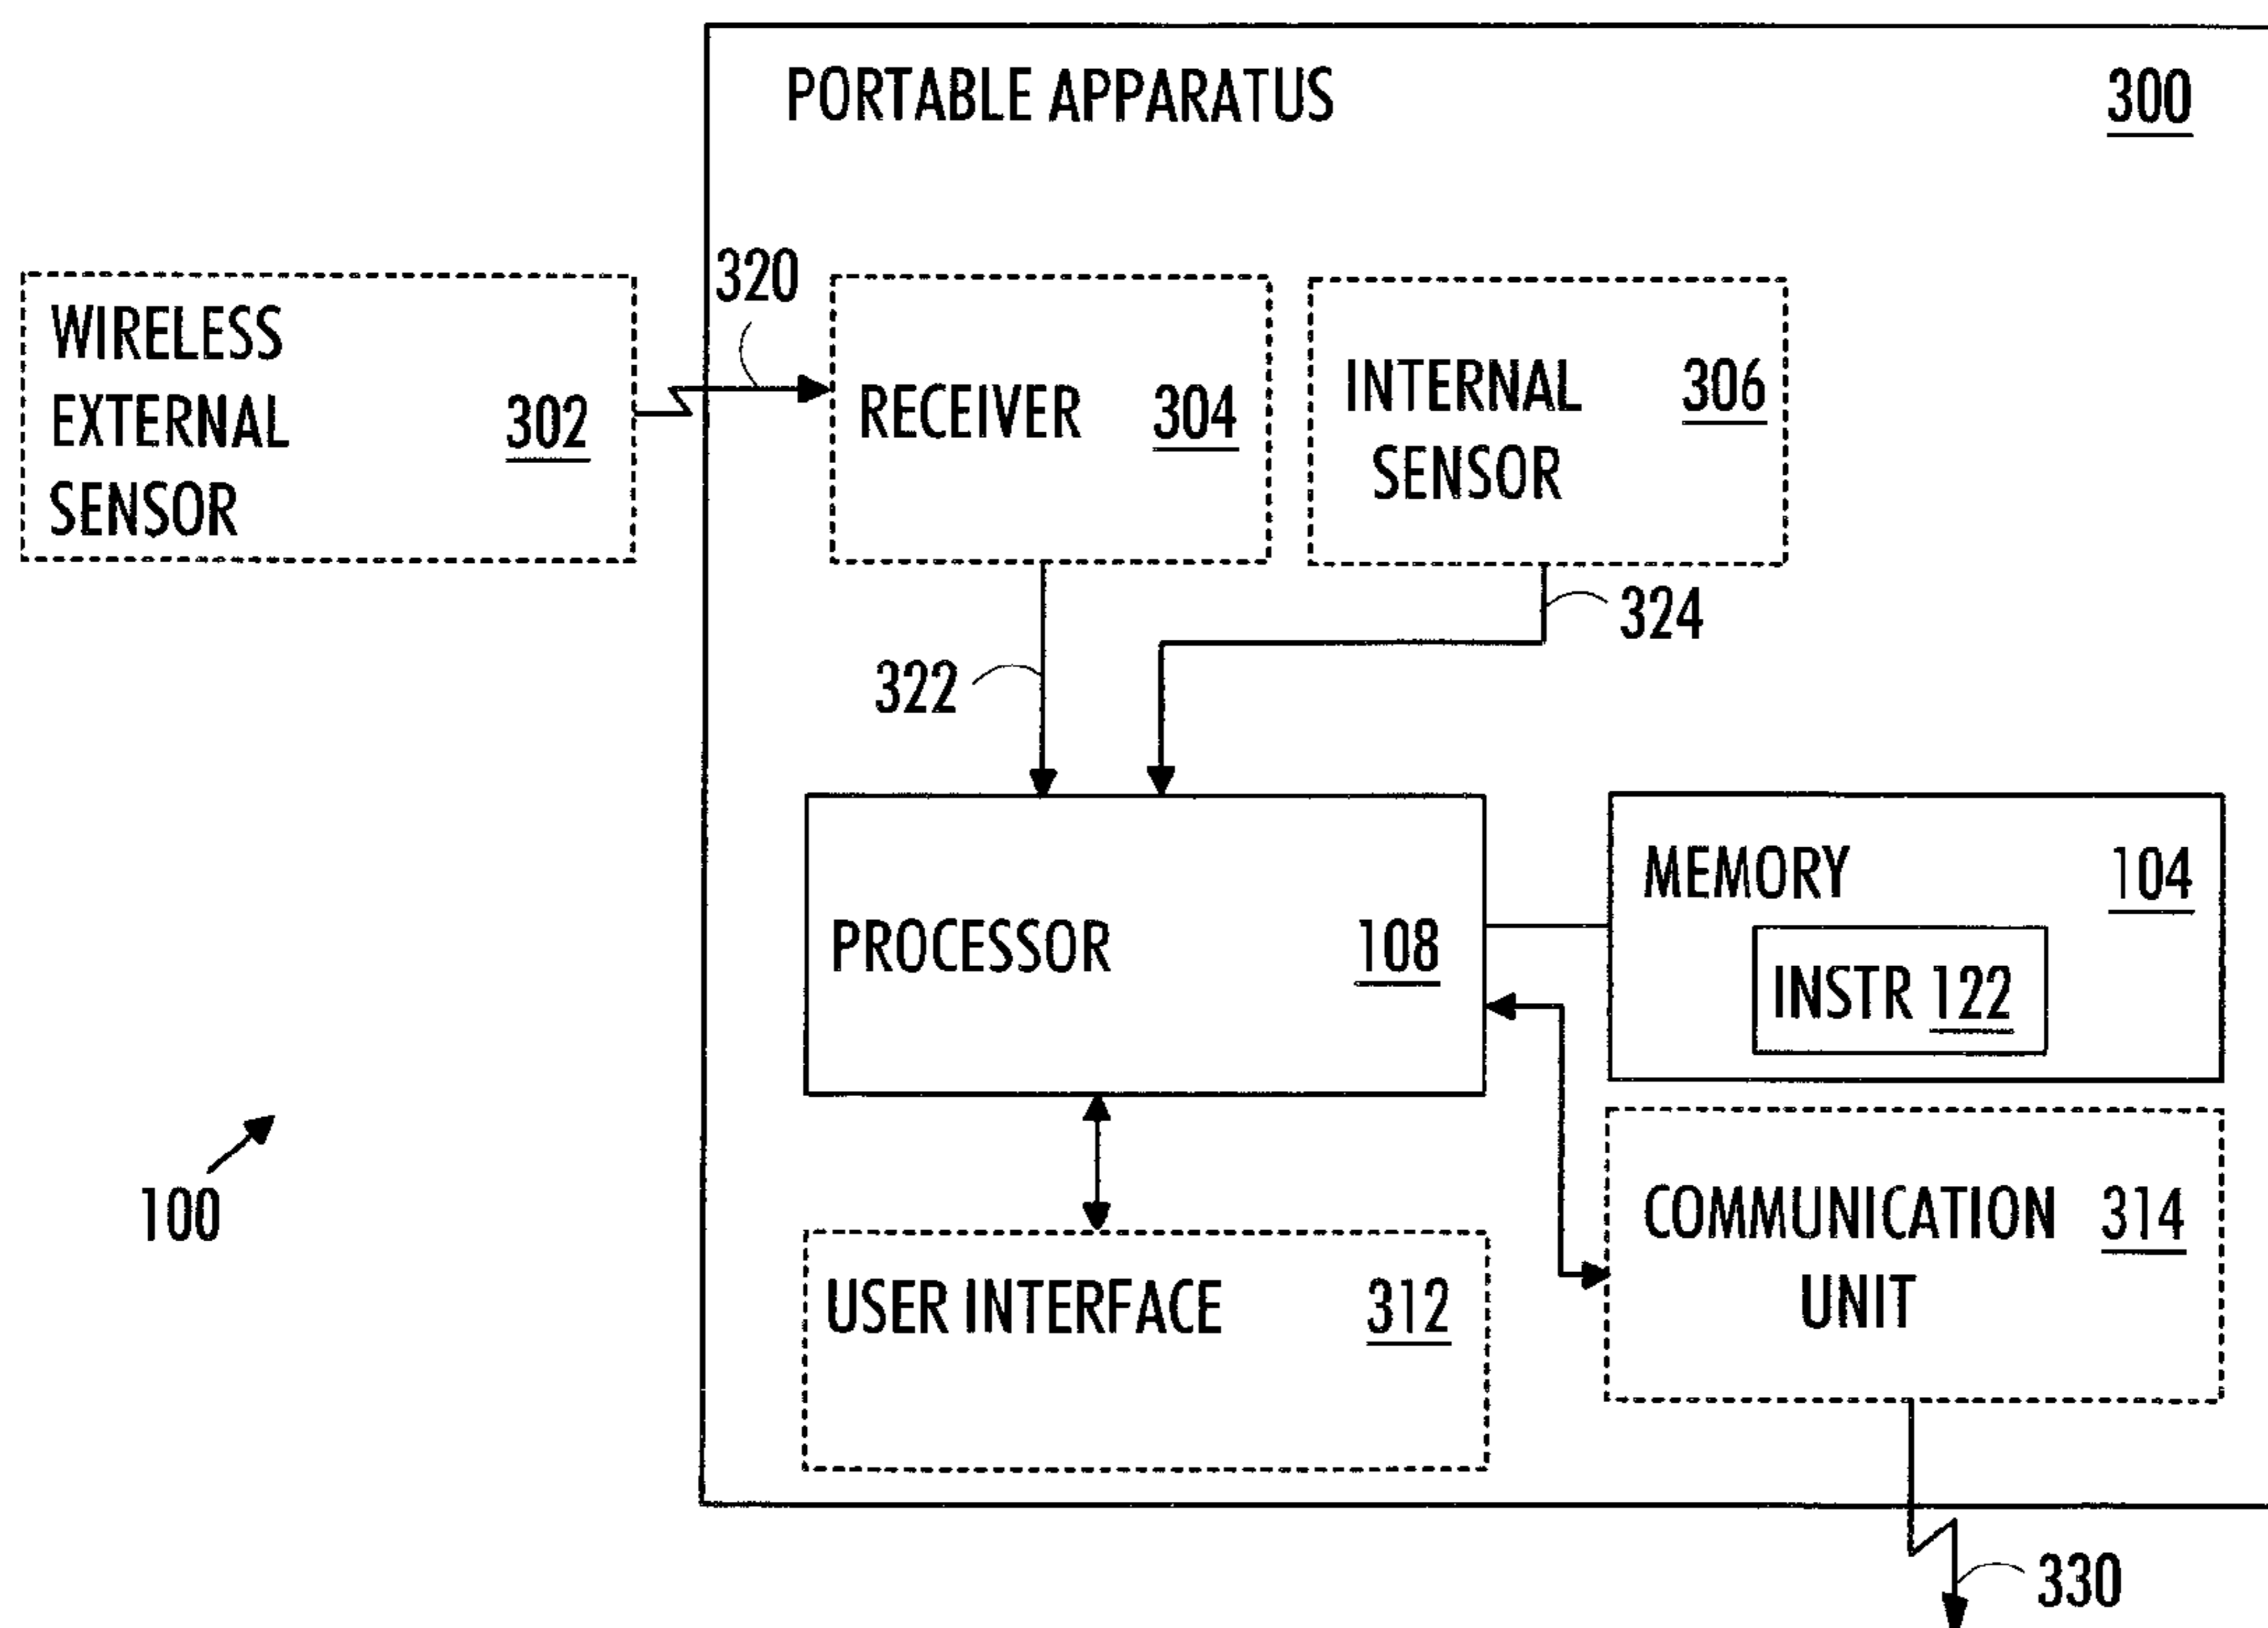 PORTABLE APPARATUS 300
320
WIRELESS
EXTERNAL 302
SENSOR
RECEIVER 304
INTERNAL 306
SENSOR
324
322
MEMORY 104
PROCESSOR 108
INSTR 122
100
COMMUNICATION 314
UNIT
USER INTERFACE 312
330